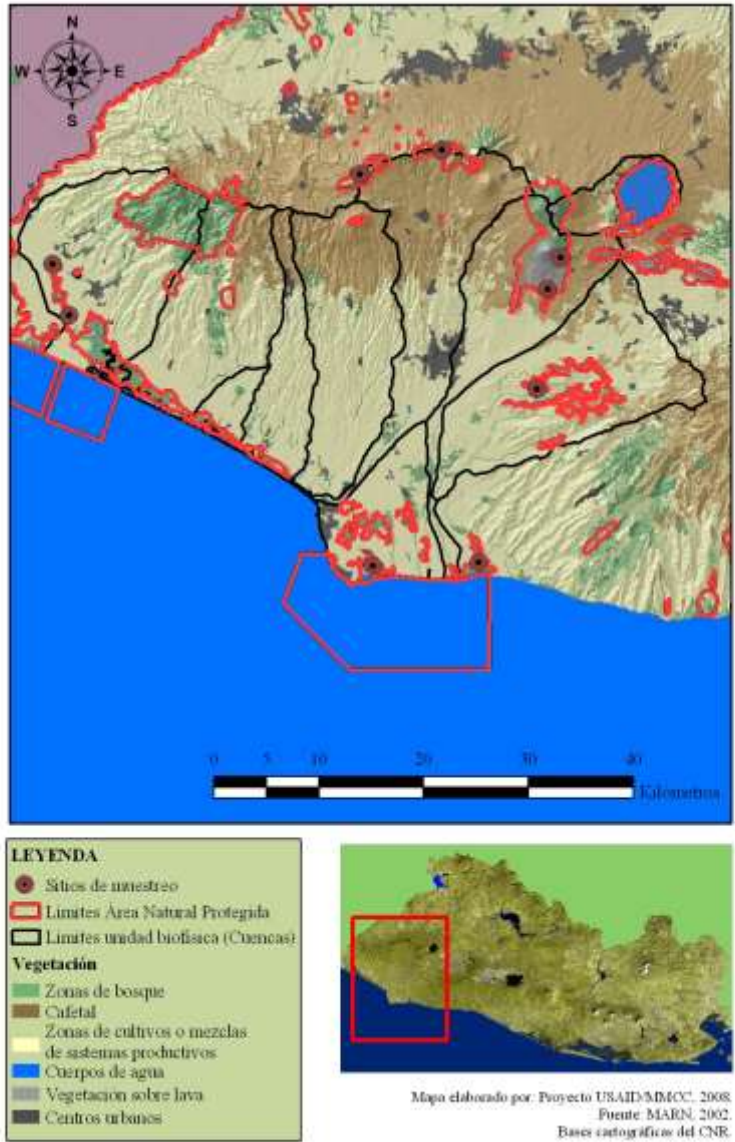 N
W E
S
0 5 10 20 30 40
Kilómetros
LEYENDA
Sitios de muestreo
Limites Área Natural Protegida
Limites unidad biofísica (Cuencas)
Vegetación
Zonas de bosque
Cafetal
Zonas de cultivos o mezclas
de sistemas productivos
Cuerpos de agua
Vegetación sobre lava
Centros urbanos
Mapa elaborado por: Proyecto USAID/MMCC. 2008.
Fuente: MARN. 2002.
Bases cartográficas del CNR.